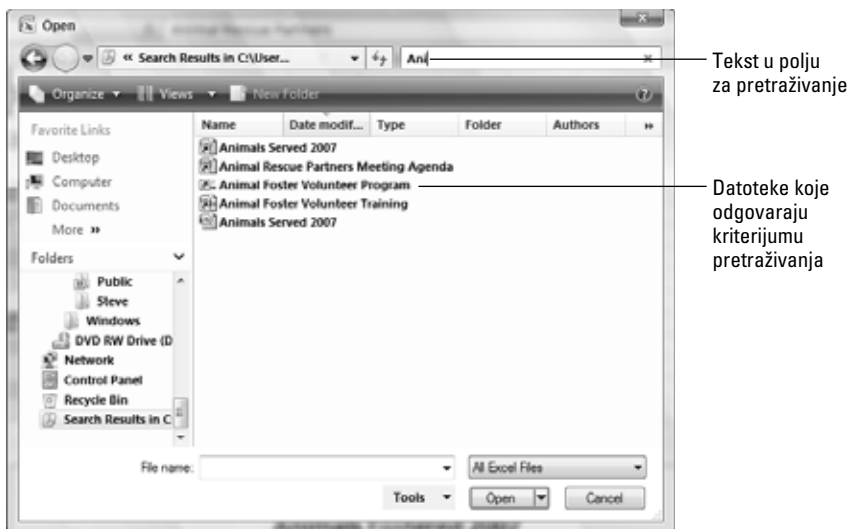 Open
« Search Results in C:\User...
Ani
Tekst u polju
za pretraživanje
Organize
Views
New Folder
Favorite Links
Desktop
Computer
Documents
More »
Folders
Public
Steve
Windows
DVD RW Drive (D
Network
Control Panel
Recycle Bin
Search Results in C
Name Date modif... Type Folder Authors »
Animals Served 2007
Animal Rescue Partners Meeting Agenda
Animal Foster Volunteer Program
Animal Foster Volunteer Training
Animals Served 2007
Datoteke koje
odgovaraju
kriterijumu
pretraživanja
File name:
All Excel Files
Tools
Open
Cancel